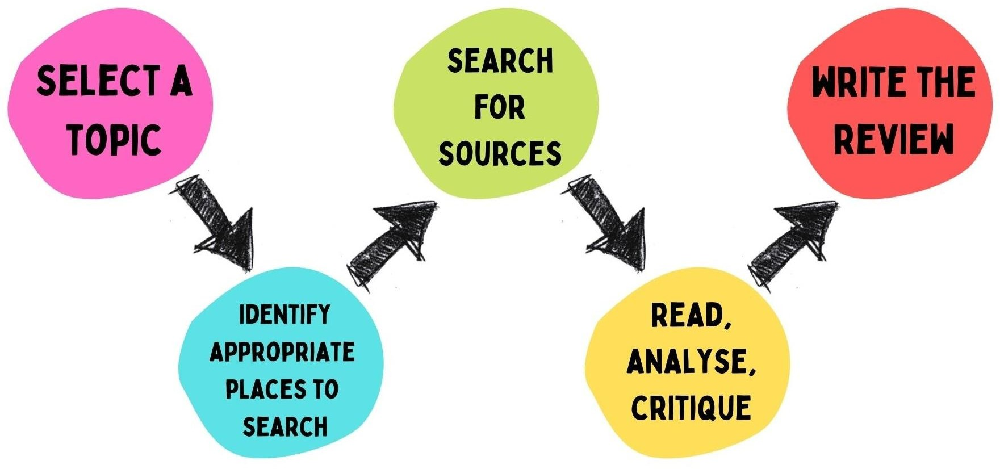 SELECT A
TOPIC
IDENTIFY
APPROPRIATE
PLACES TO
SEARCH
SEARCH
FOR
SOURCES
READ,
ANALYSE,
CRITIQUE
WRITE THE
REVIEW